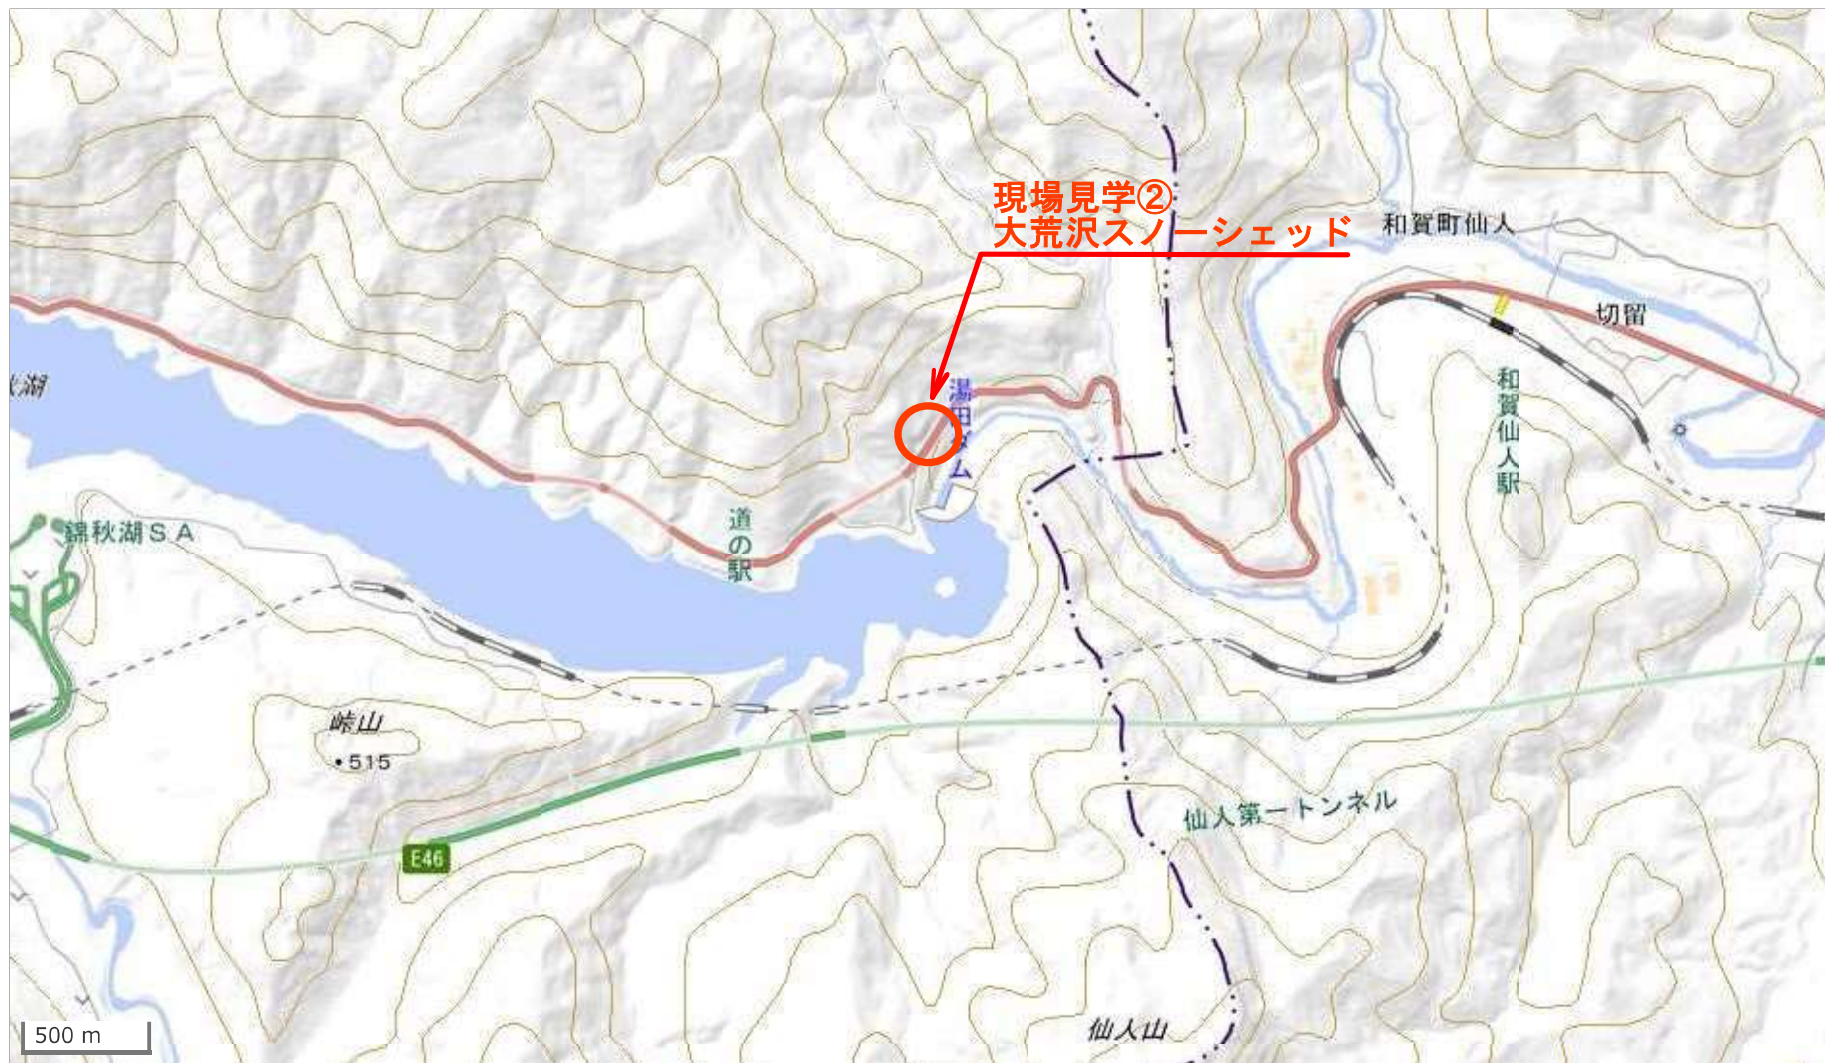 現場見学②
大荒沢スノーシェッド
和賀町仙人
切留
湖
湯田ダム
和賀仙人駅
道の駅
錦秋湖SA
峠山
515
仙人第一トンネル
E46
仙人山
500 m